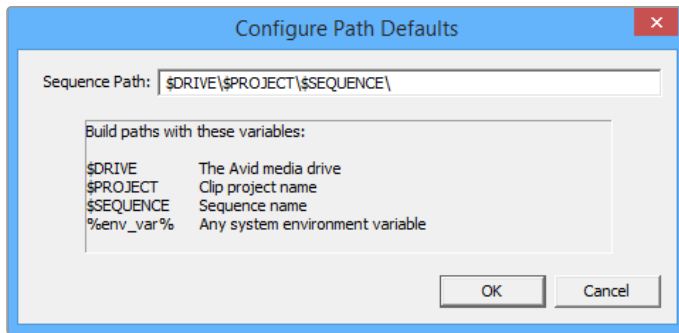 Configure Path Defaults
Sequence Path: $DRIVE\$PROJECT\$SEQUENCE\
Build paths with these variables:
$DRIVE The Avid media drive
$PROJECT Clip project name
$SEQUENCE Sequence name
%env_var% Any system environment variable
OK Cancel